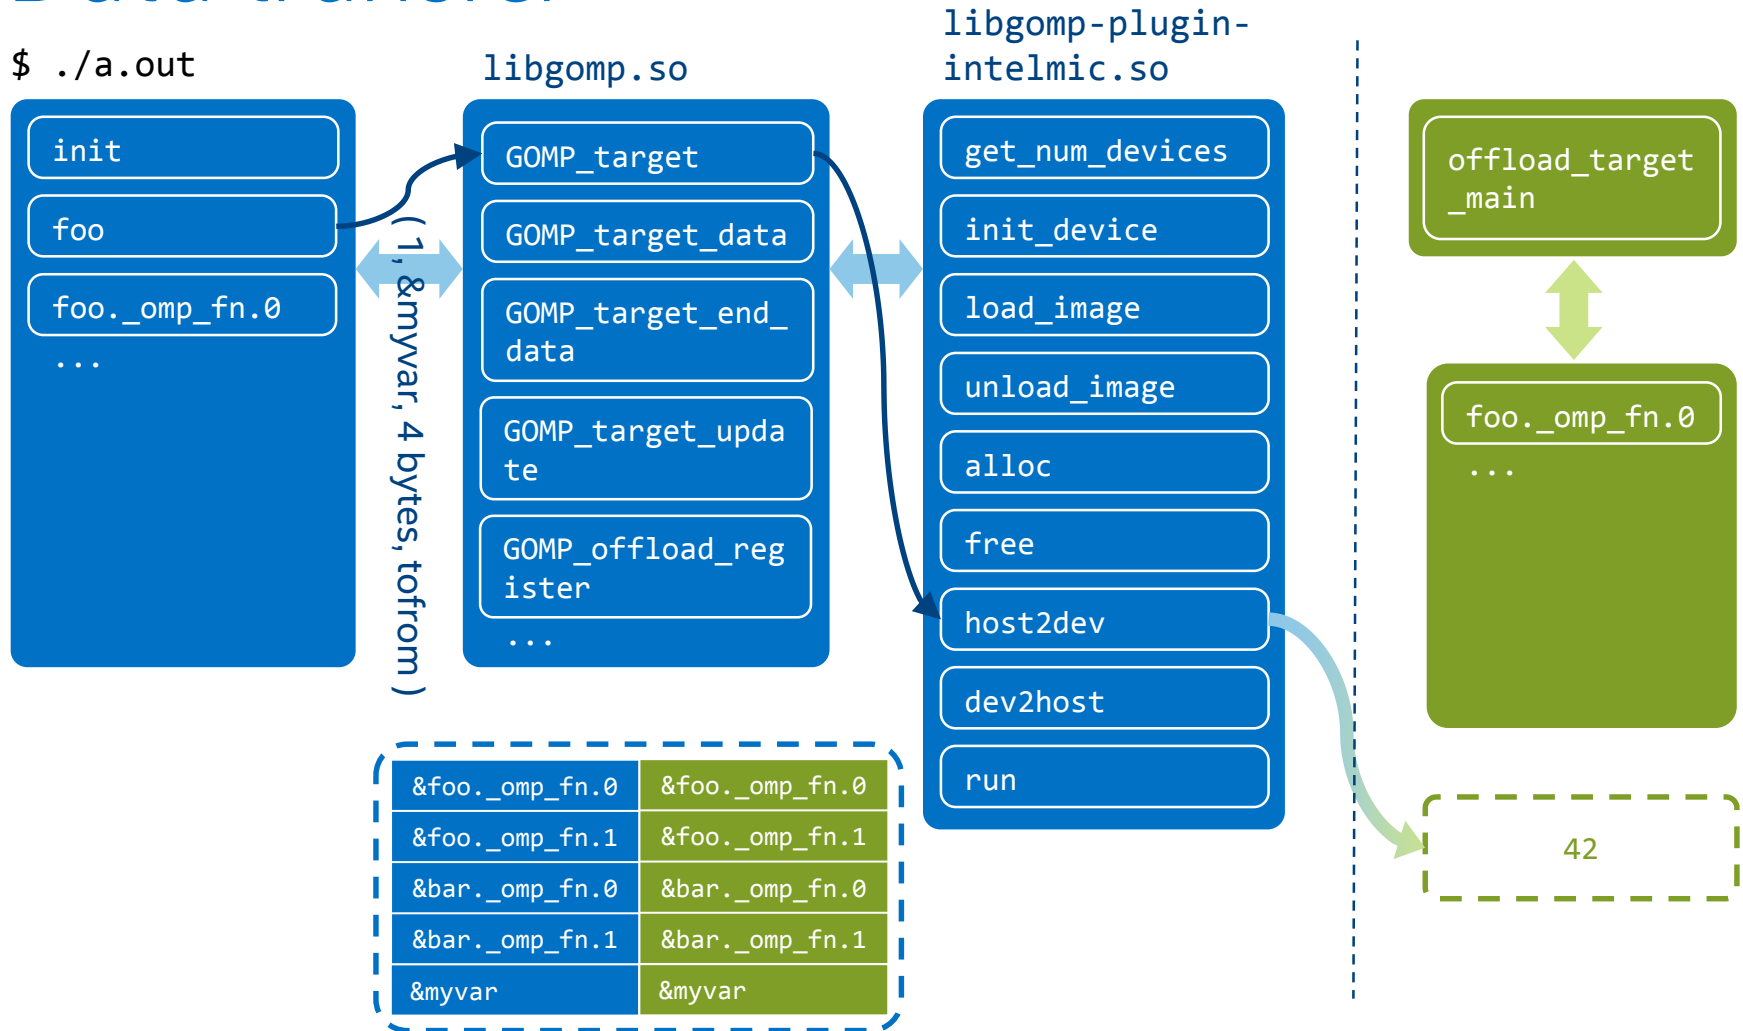 Data transfer
$ ./a.out
init
foo
foo._omp_fn.0
...
( 1, &myvar, 4 bytes, tofrom )
libgomp.so
GOMP_target
GOMP_target_data
GOMP_target_end_
data
GOMP_target_upda
te
GOMP_offload_reg
ister
...
libgomp-plugin-
intelmic.so
get_num_devices
init_device
load_image
unload_image
alloc
free
host2dev
dev2host
run
offload_target
_main
foo._omp_fn.0
...
42
&foo._omp_fn.0 &foo._omp_fn.0
&foo._omp_fn.1 &foo._omp_fn.1
&bar._omp_fn.0 &bar._omp_fn.0
&bar._omp_fn.1 &bar._omp_fn.1
&myvar &myvar